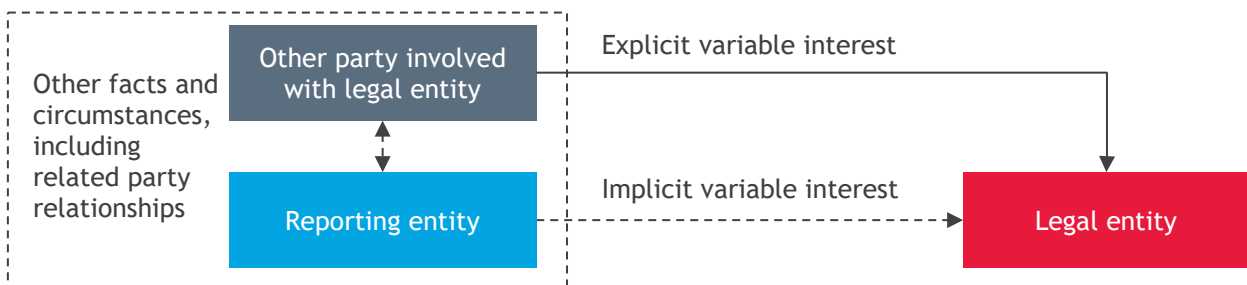 Other facts and
circumstances,
including
related party
relationships
Other party involved
with legal entity
Explicit variable interest
Reporting entity
Implicit variable interest
Legal entity